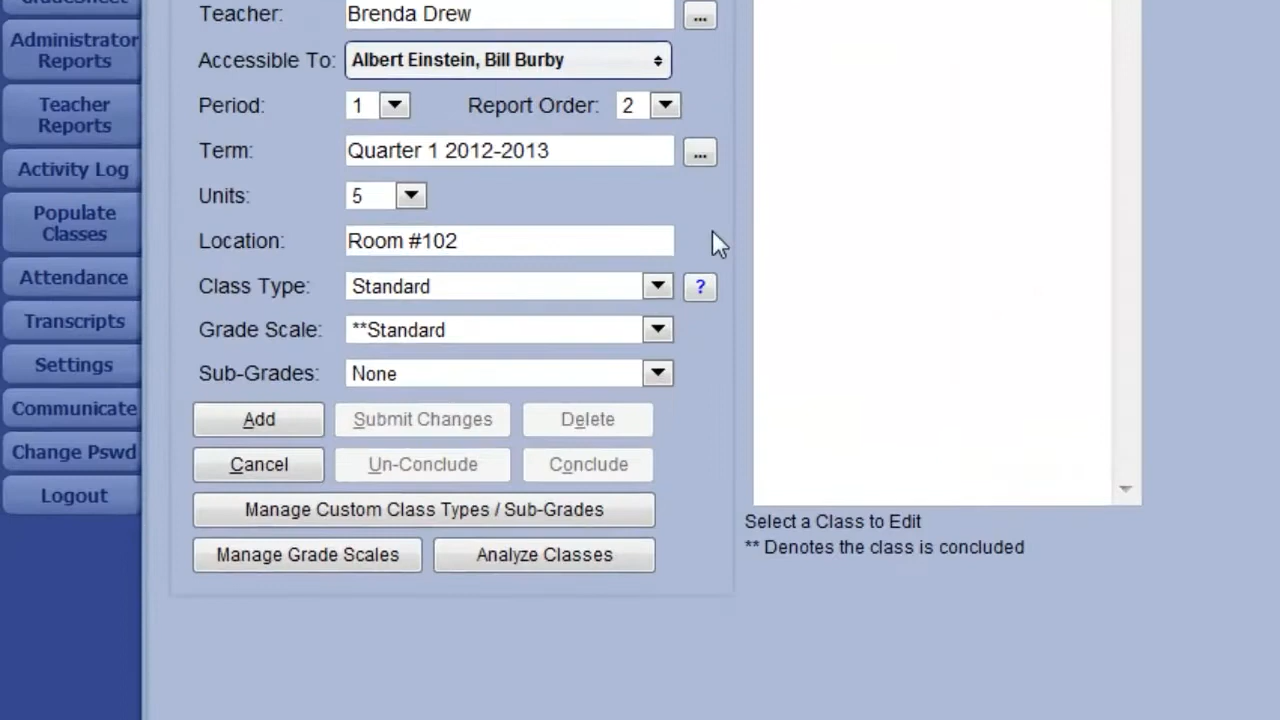 GradeSheet
Administrator
Reports
Teacher
Reports
Activity Log
Populate
Classes
Attendance
Transcripts
Settings
Communicate
Change Pswd
Logout
Teacher: Brenda Drew ...
Accessible To: Albert Einstein, Bill Burby
Period: 1 Report Order: 2
Term: Quarter 1 2012-2013 ...
Units: 5
Location: Room #102
Class Type: Standard ?
Grade Scale: **Standard
Sub-Grades: None
Add Submit Changes Delete
Cancel Un-Conclude Conclude
Manage Custom Class Types / Sub-Grades
Manage Grade Scales Analyze Classes
Select a Class to Edit
** Denotes the class is concluded